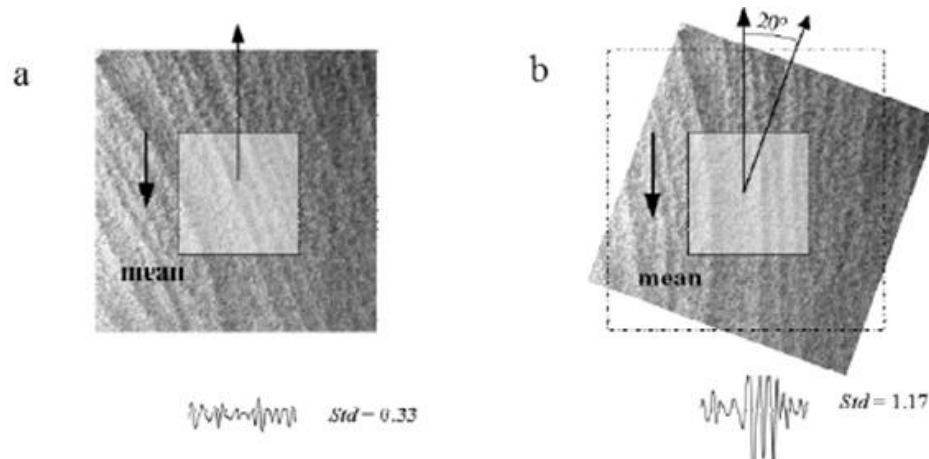 a
mean
Std = 0.33
b
20°
mean
Std = 1.17